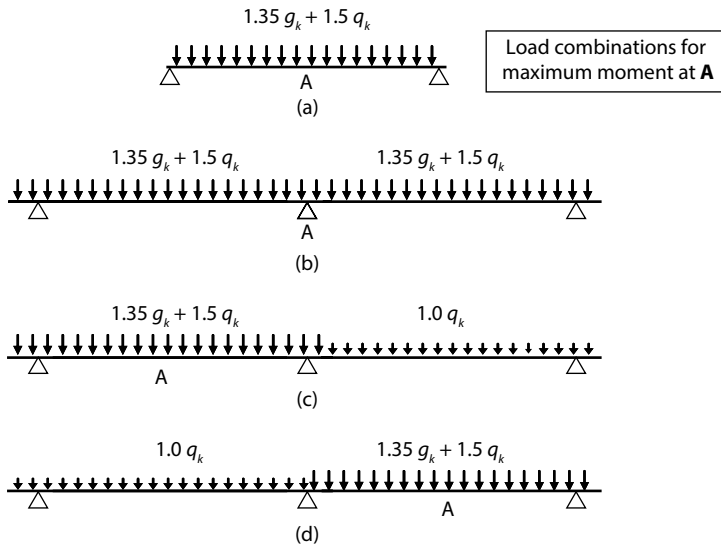 1.35 g_k + 1.5 q_k
Load combinations for
maximum moment at A
A
(a)
1.35 g_k + 1.5 q_k 1.35 g_k + 1.5 q_k
A
(b)
1.35 g_k + 1.5 q_k 1.0 q_k
A
(c)
1.0 q_k 1.35 g_k + 1.5 q_k
A
(d)